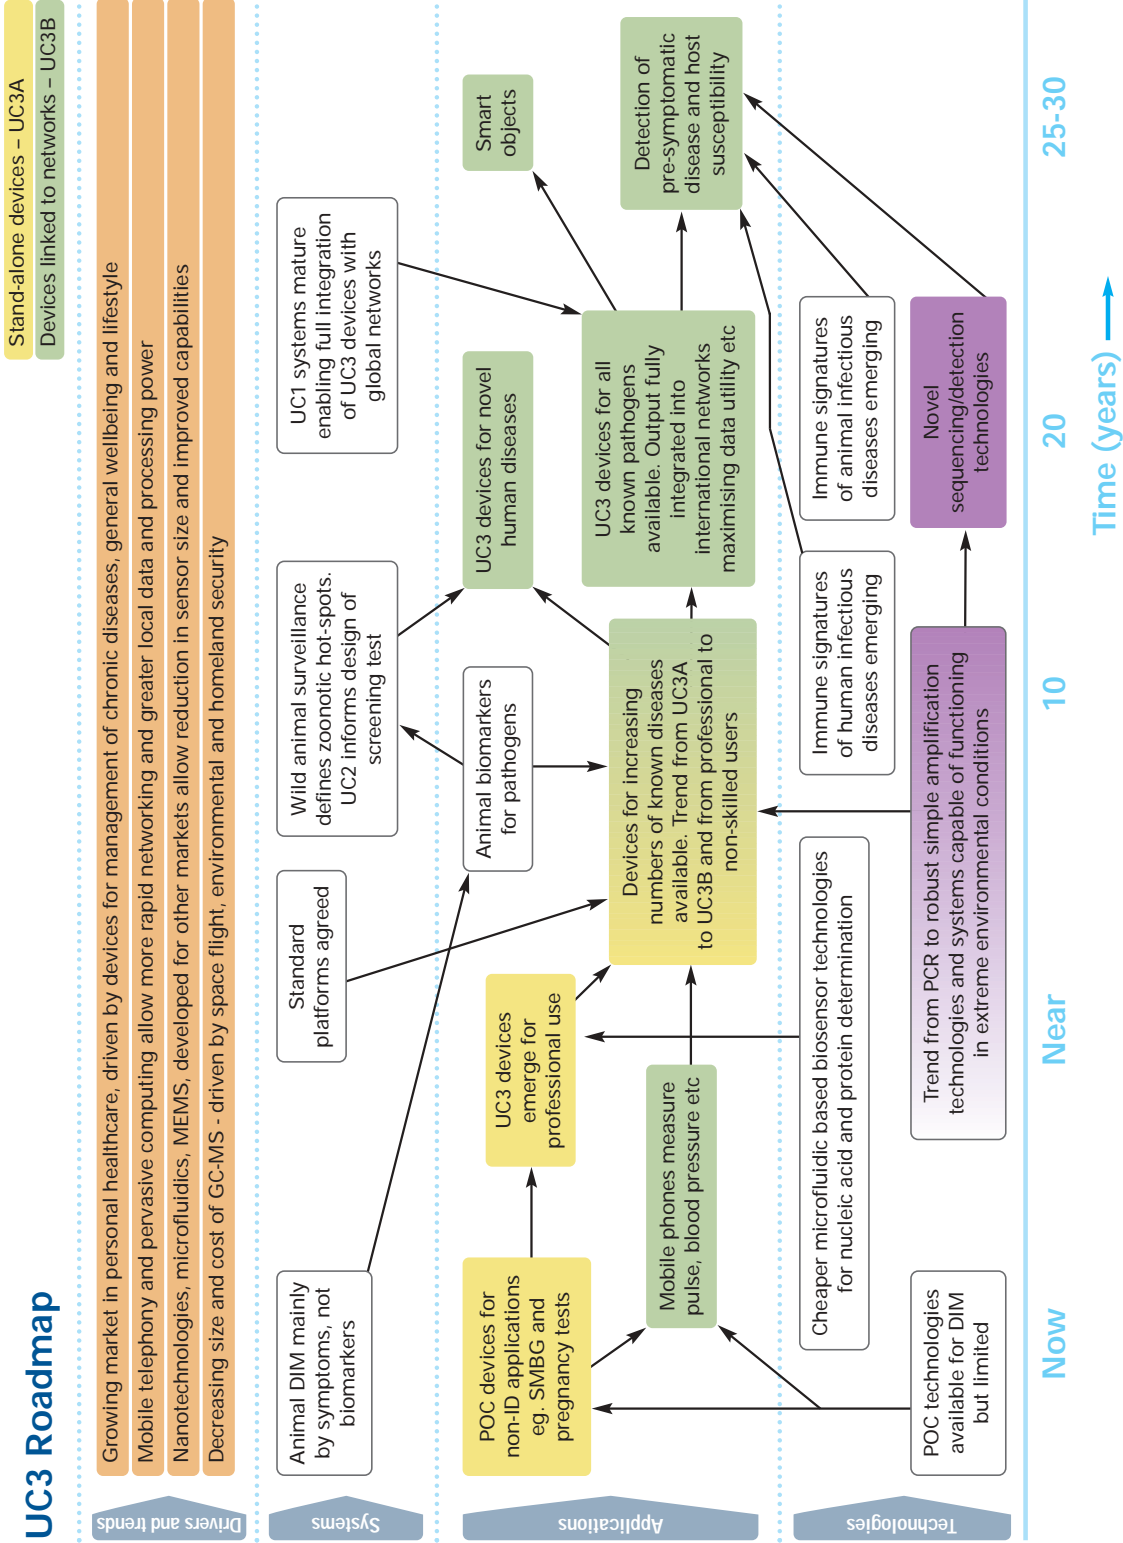 UC3 Roadmap
Stand-alone devices – UC3A
Devices linked to networks – UC3B
Drivers and trends
Growing market in personal healthcare, driven by devices for management of chronic diseases, general wellbeing and lifestyle
Mobile telephony and pervasive computing allow more rapid networking and greater local data and processing power
Nanotechnologies, microfluidics, MEMS, developed for other markets allow reduction in sensor size and improved capabilities
Decreasing size and cost of GC-MS - driven by space flight, environmental and homeland security
Systems
Animal DIM mainly
by symptoms, not
biomarkers
Standard
platforms agreed
Wild animal surveillance
defines zoonotic hot-spots.
UC2 informs design of
screening test
UC1 systems mature
enabling full integration
of UC3 devices with
global networks
Applications
POC devices for
non-ID applications
eg. SMBG and
pregnancy tests
UC3 devices
emerge for
professional use
Mobile phones measure
pulse, blood pressure etc
Animal biomarkers
for pathogens
Devices for increasing
numbers of known diseases
available. Trend from UC3A
to UC3B and from professional to
non-skilled users
UC3 devices for novel
human diseases
UC3 devices for all
known pathogens
available. Output fully
integrated into
international networks
maximising data utility etc
Smart
objects
Detection of
pre-symptomatic
disease and host
susceptibility
Technologies
POC technologies
available for DIM
but limited
Cheaper microfluidic based biosensor technologies
for nucleic acid and protein determination
Trend from PCR to robust simple amplification
technologies and systems capable of functioning
in extreme environmental conditions
Immune signatures
of human infectious
diseases emerging
Immune signatures
of animal infectious
diseases emerging
Novel
sequencing/detection
technologies
Now
Near
10
20
25-30
Time (years)